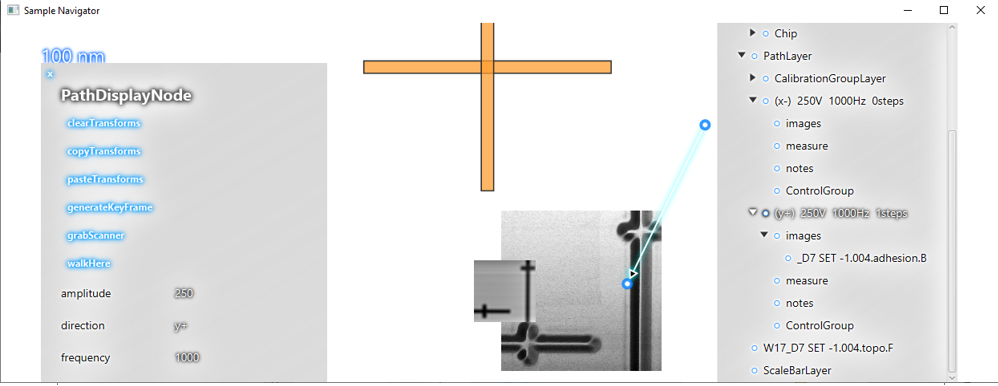 Sample Navigator
100 nm
x
PathDisplayNode
clearTransforms
copyTransforms
pasteTransforms
generateKeyFrame
grabScanner
walkHere
amplitude 250
direction y+
frequency 1000
Chip
PathLayer
CalibrationGroupLayer
(x-) 250V 1000Hz 0steps
images
measure
notes
ControlGroup
(y+) 250V 1000Hz 1steps
images
_D7 SET -1.004.adhesion.B
measure
notes
ControlGroup
W17_D7 SET -1.004.topo.F
ScaleBarLayer